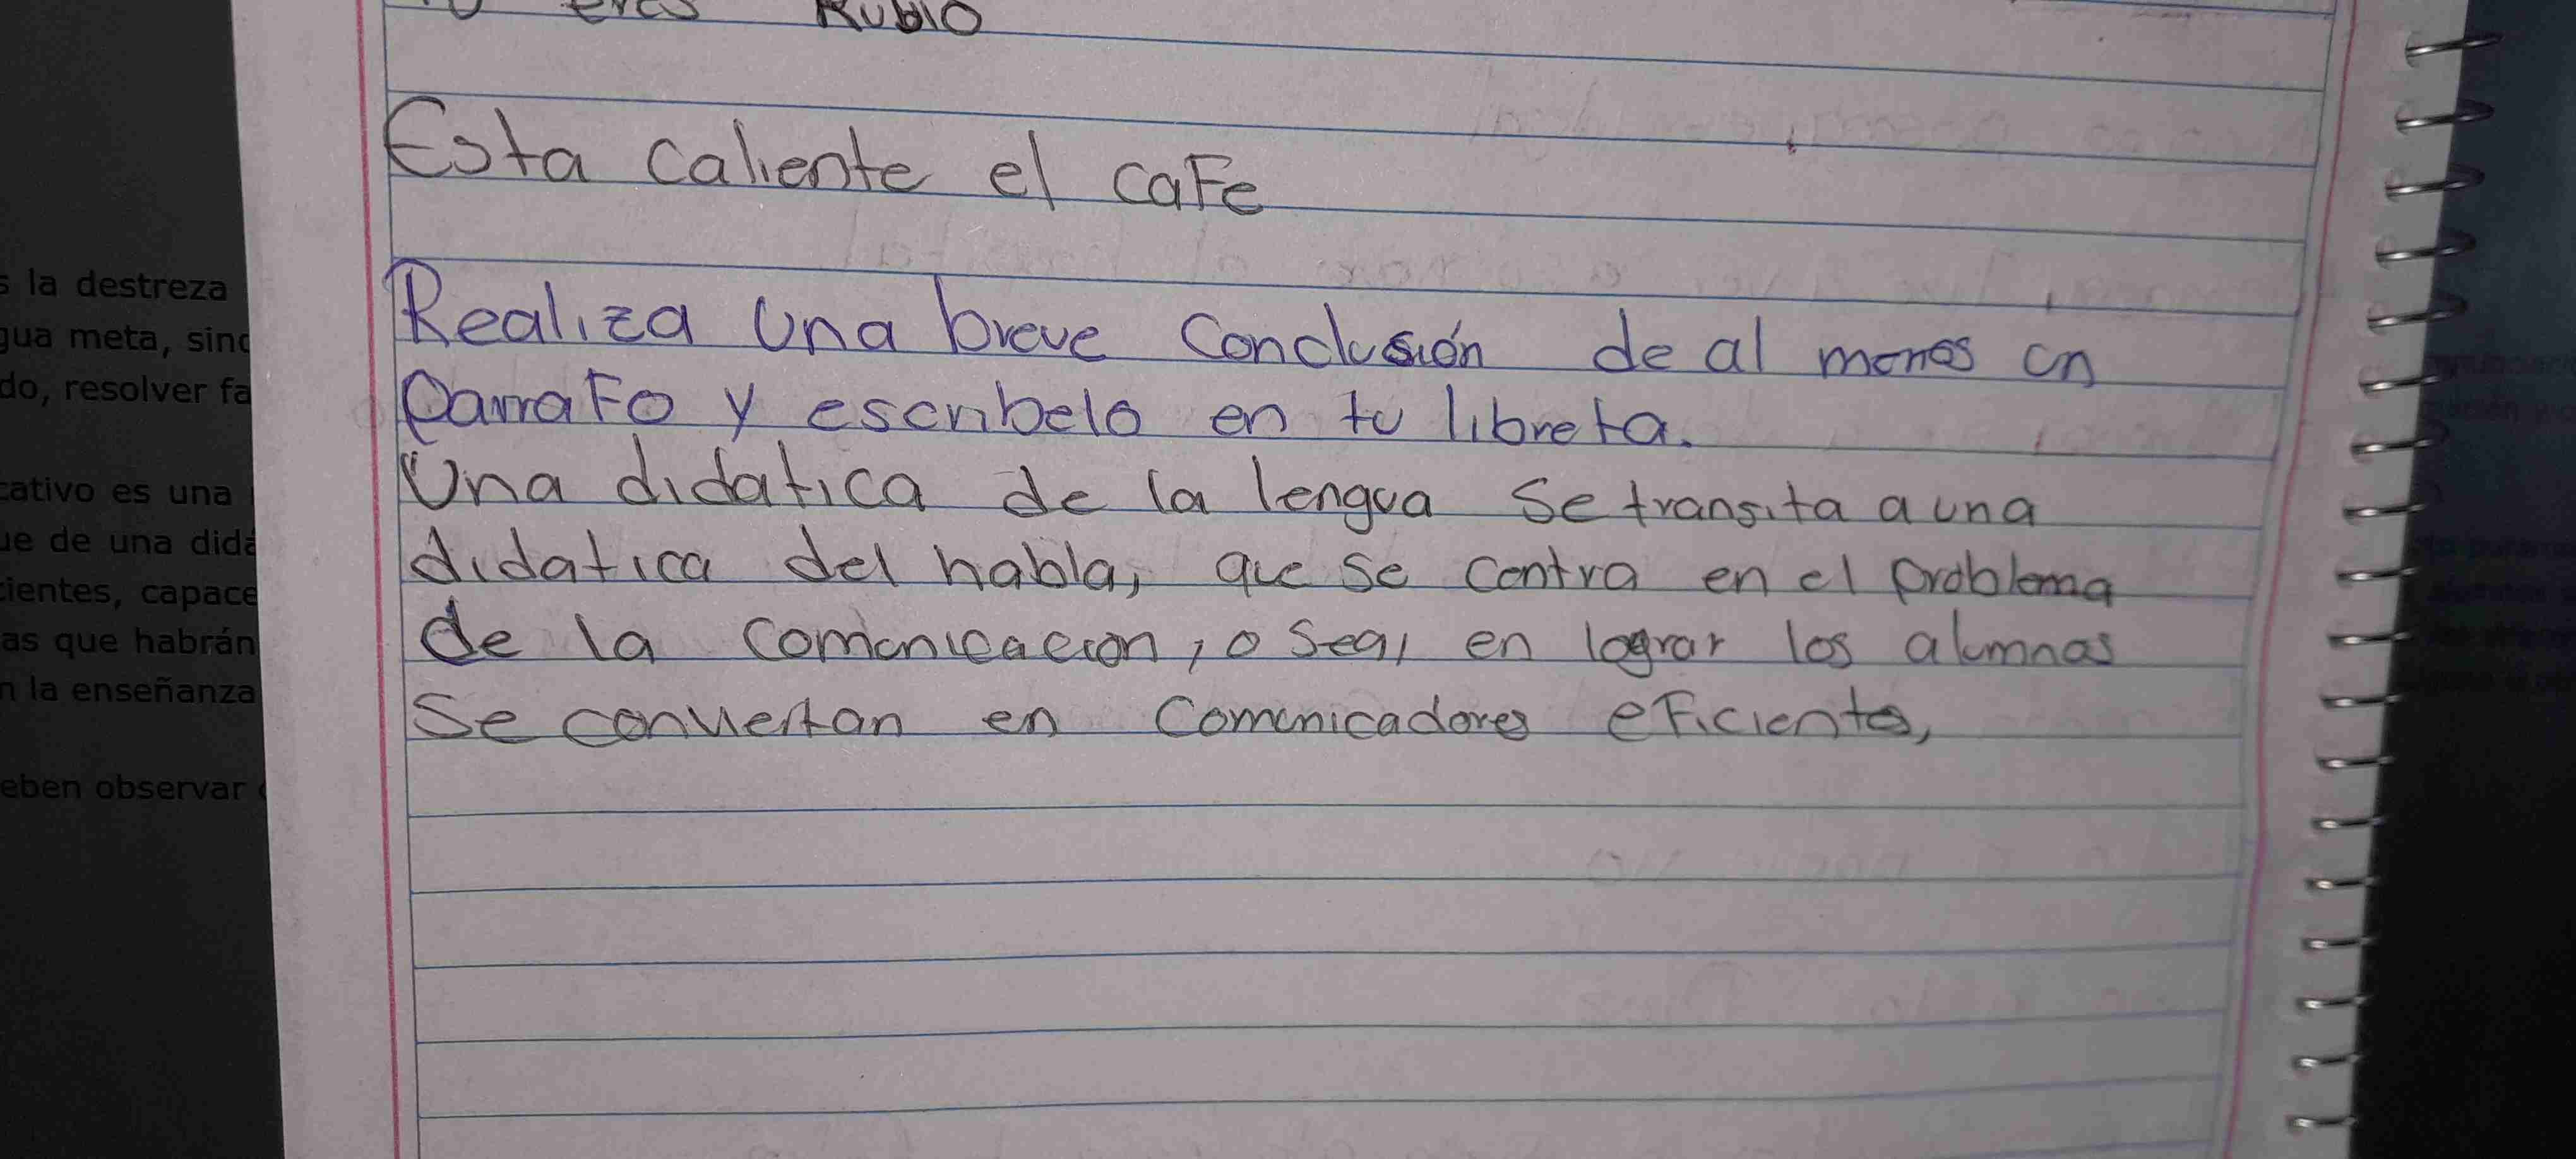 eres Rubio
Esta caliente el cafe
Realiza una breve Conclusión de al menos un
parrafo y escribelo en tu libreta.
Una didatica de la lengua se transita a una
didatica del habla, que se centra en el problema
de la comunicacion, o sea, en lograr los alumnos
se conviertan en comunicadores eficientes,
s la destreza
gua meta, sino
do, resolver fa
cativo es una
ue de una didá
cientes, capace
as que habrán
n la enseñanza
eben observar